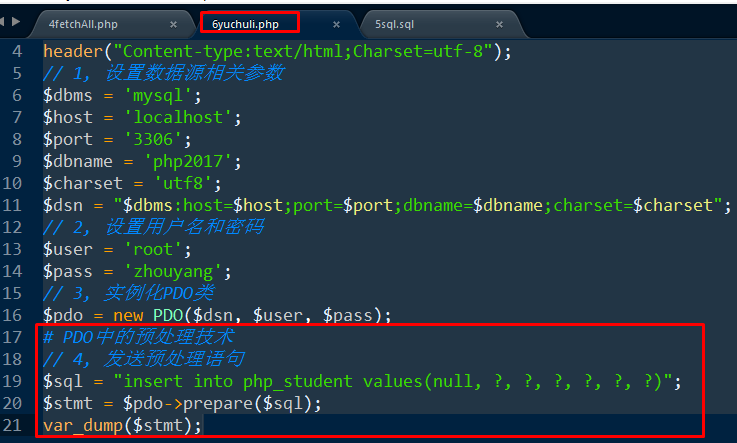 4fetchAll.php × 6yuchuli.php × 5sql.sql ×
4 header("Content-type:text/html;Charset=utf-8");
5 // 1, 设置数据源相关参数
6 $dbms = 'mysql';
7 $host = 'localhost';
8 $port = '3306';
9 $dbname = 'php2017';
10 $charset = 'utf8';
11 $dsn = "$dbms:host=$host;port=$port;dbname=$dbname;charset=$charset";
12 // 2, 设置用户名和密码
13 $user = 'root';
14 $pass = 'zhouyang';
15 // 3, 实例化PDO类
16 $pdo = new PDO($dsn, $user, $pass);
17 # PDO中的预处理技术
18 // 4, 发送预处理语句
19 $sql = "insert into php_student values(null, ?, ?, ?, ?, ?, ?)";
20 $stmt = $pdo->prepare($sql);
21 var_dump($stmt);